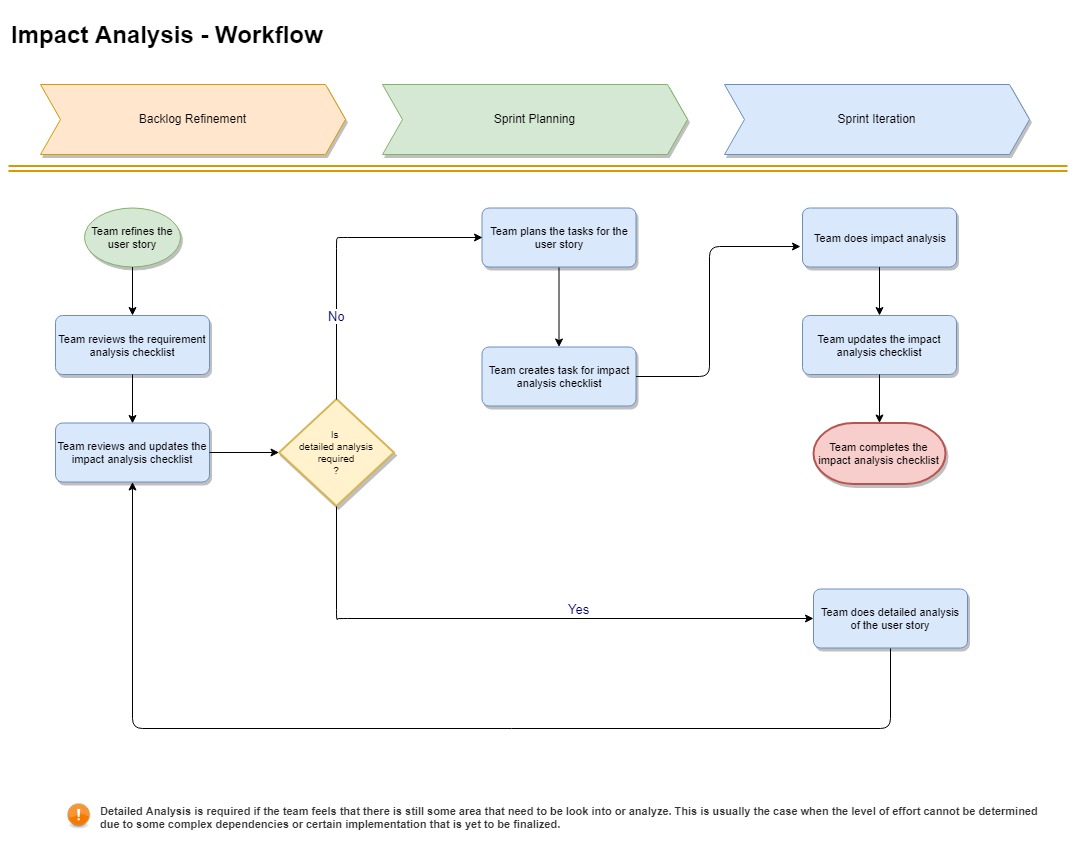 Impact Analysis - Workflow
Backlog Refinement
Sprint Planning
Sprint Iteration
Team refines the
user story
Team reviews the requirement
analysis checklist
Team reviews and updates the
impact analysis checklist
Is
detailed analysis
required
?
No
Team plans the tasks for the
user story
Team creates task for impact
analysis checklist
Team does impact analysis
Team updates the impact
analysis checklist
Team completes the
impact analysis checklist
Yes
Team does detailed analysis
of the user story
!
Detailed Analysis is required if the team feels that there is still some area that need to be look into or analyze. This is usually the case when the level of effort cannot be determined
due to some complex dependencies or certain implementation that is yet to be finalized.